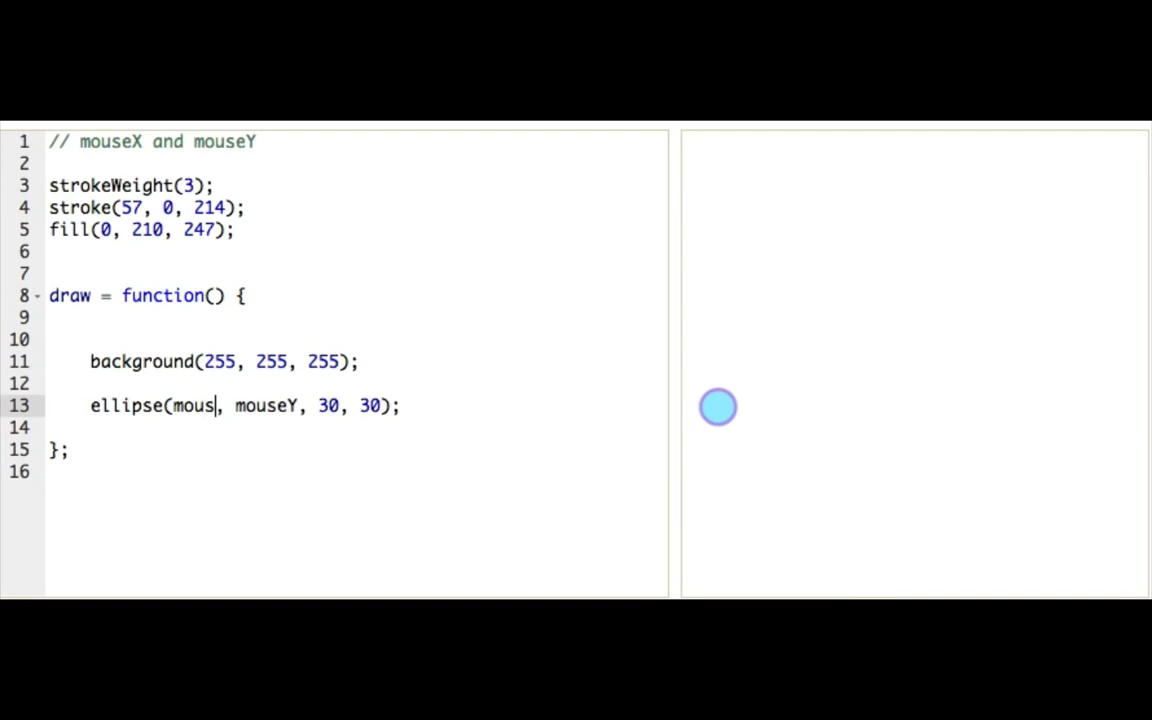 1 // mouseX and mouseY
2
3 strokeWeight(3);
4 stroke(57, 0, 214);
5 fill(0, 210, 247);
6
7
8 draw = function() {
9
10
11 background(255, 255, 255);
12
13 ellipse(mous, mouseY, 30, 30);
14
15 };
16